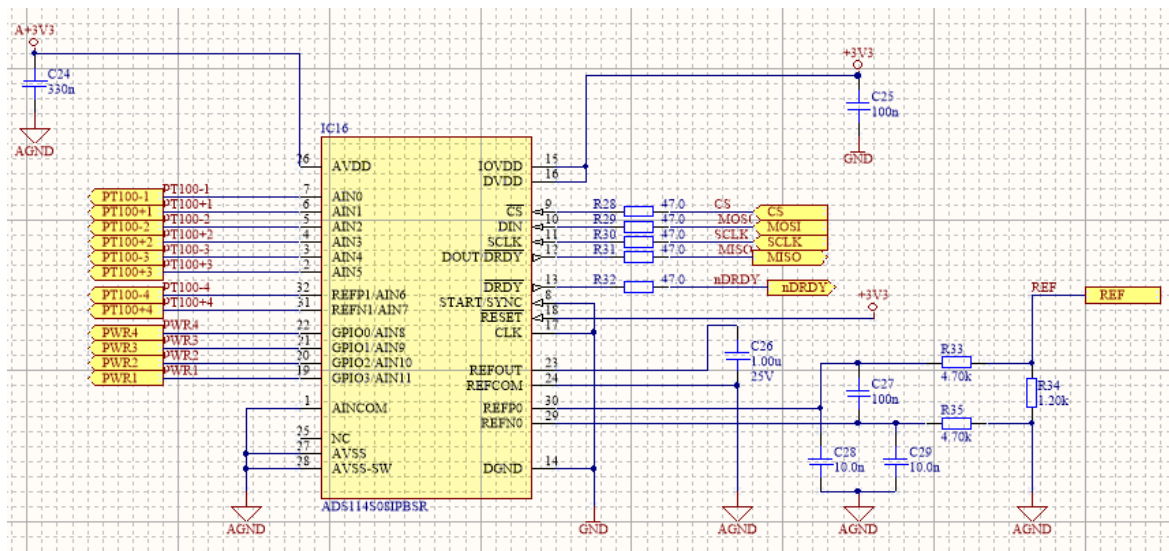 A+3V3
C24
330n
AGND
+3V3
C25
100n
GND
IC16
26 AVDD
IOVDD 15
DVDD 16
PT100-1 PT100-1 7 AIN0
PT100+1 PT100+1 6 AIN1
PT100-2 PT100-2 5 AIN2
PT100+2 PT100+2 4 AIN3
PT100-3 PT100-3 3 AIN4
PT100+3 PT100+3 2 AIN5
PT100-4 PT100-4 32 REFP1/AIN6
PT100+4 PT100+4 31 REFN1/AIN7
PWR4 PWR4 22 GPIO0/AIN8
PWR3 PWR3 21 GPIO1/AIN9
PWR2 PWR2 20 GPIO2/AIN10
PWR1 PWR1 19 GPIO3/AIN11
1 AINCOM
25 NC
27 AVSS
28 AVSS-SW
CS 9 R28 47.0 CS CS
DIN 10 R29 47.0 MOSI MOSI
SCLK 11 R30 47.0 SCLK SCLK
DOUT/DRDY 12 R31 47.0 MISO MISO
DRDY 13 R32 47.0 nDRDY nDRDY
START/SYNC 8
RESET 18 +3V3
CLK 17
REFOUT 23
REFCOM 24
REFP0 30
REFN0 29
DGND 14
C26
1.00u
25V
C27
100n
C28
10.0n
C29
10.0n
R33
4.70k
R35
4.70k
R34
1.20k
REF REF
ADS114S08IPBSR
AGND
GND
AGND
AGND
AGND